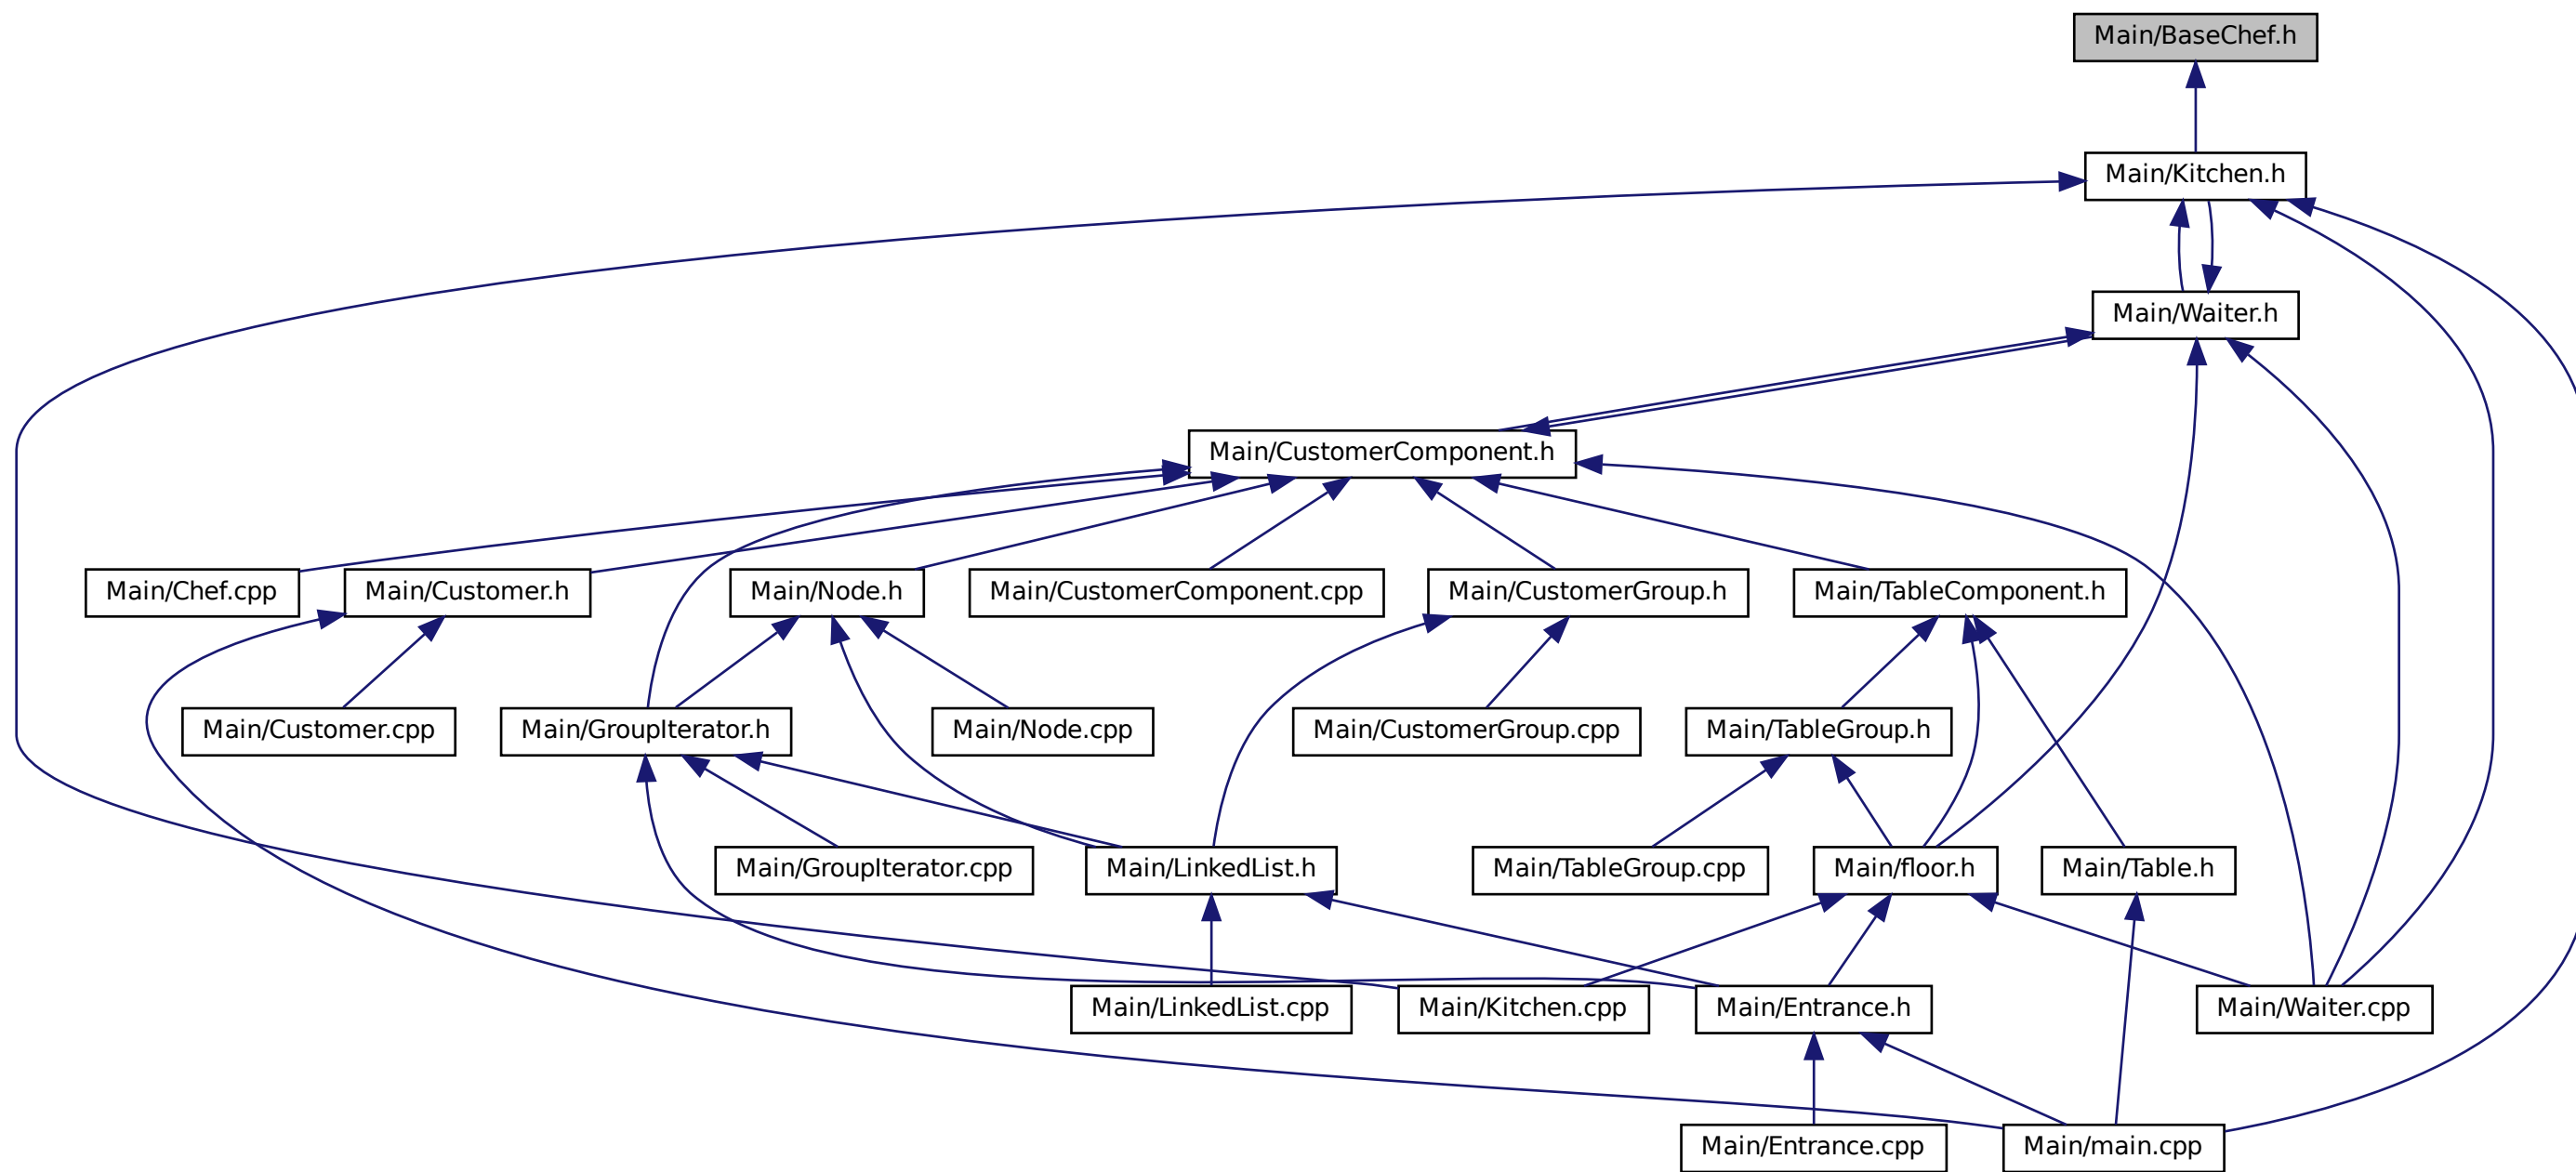 Main/BaseChef.h
Main/Kitchen.h
Main/Waiter.h
Main/CustomerComponent.h
Main/Chef.cpp
Main/Customer.h
Main/Node.h
Main/CustomerComponent.cpp
Main/CustomerGroup.h
Main/TableComponent.h
Main/Customer.cpp
Main/GroupIterator.h
Main/Node.cpp
Main/CustomerGroup.cpp
Main/TableGroup.h
Main/GroupIterator.cpp
Main/LinkedList.h
Main/TableGroup.cpp
Main/floor.h
Main/Table.h
Main/LinkedList.cpp
Main/Kitchen.cpp
Main/Entrance.h
Main/Waiter.cpp
Main/Entrance.cpp
Main/main.cpp